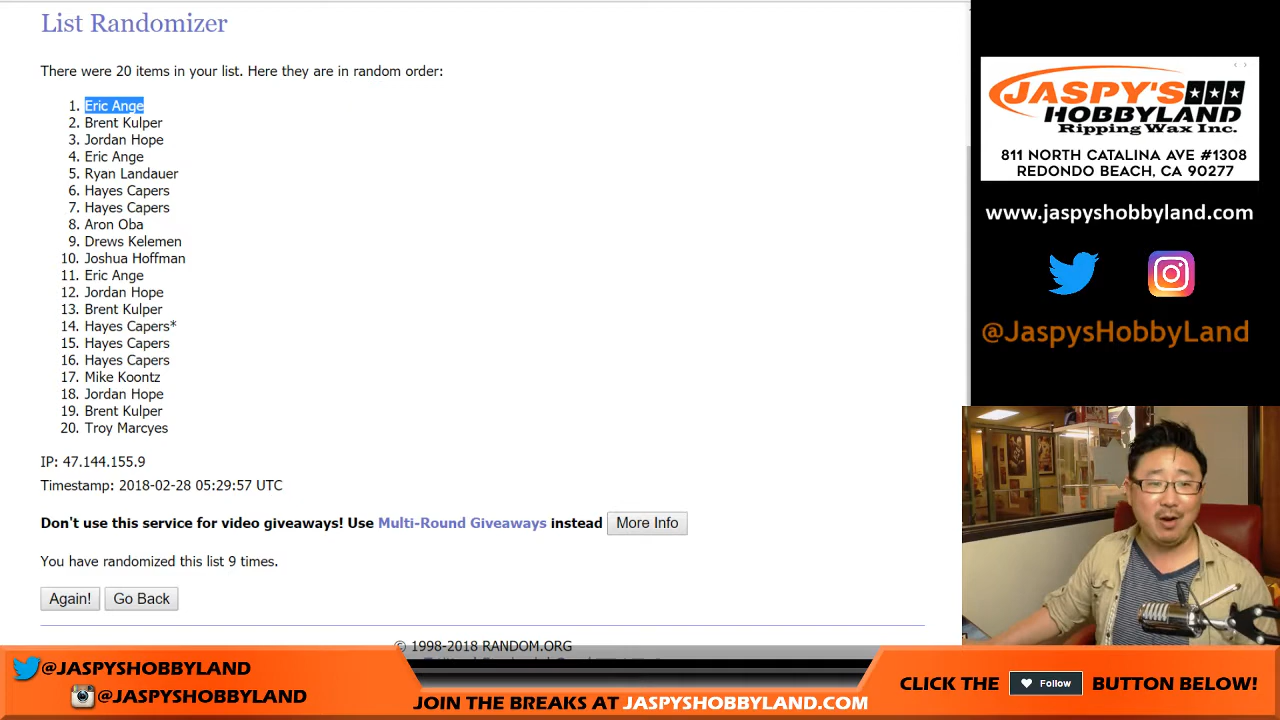 List Randomizer
There were 20 items in your list. Here they are in random order:
1. Eric Ange
2. Brent Kulper
3. Jordan Hope
4. Eric Ange
5. Ryan Landauer
6. Hayes Capers
7. Hayes Capers
8. Aron Oba
9. Drews Kelemen
10. Joshua Hoffman
11. Eric Ange
12. Jordan Hope
13. Brent Kulper
14. Hayes Capers*
15. Hayes Capers
16. Hayes Capers
17. Mike Koontz
18. Jordan Hope
19. Brent Kulper
20. Troy Marcyes
IP: 47.144.155.9
Timestamp: 2018-02-28 05:29:57 UTC
Don't use this service for video giveaways! Use Multi-Round Giveaways instead More Info
You have randomized this list 9 times.
Again! Go Back
© 1998-2018 RANDOM.ORG
JASPY'S
HOBBYLAND
Ripping Wax Inc.
811 NORTH CATALINA AVE #1308
REDONDO BEACH, CA 90277
www.jaspyshobbyland.com
@JaspysHobbyLand
@JASPYSHOBBYLAND
@JASPYSHOBBYLAND
JOIN THE BREAKS AT JASPYSHOBBYLAND.COM
CLICK THE Follow BUTTON BELOW!